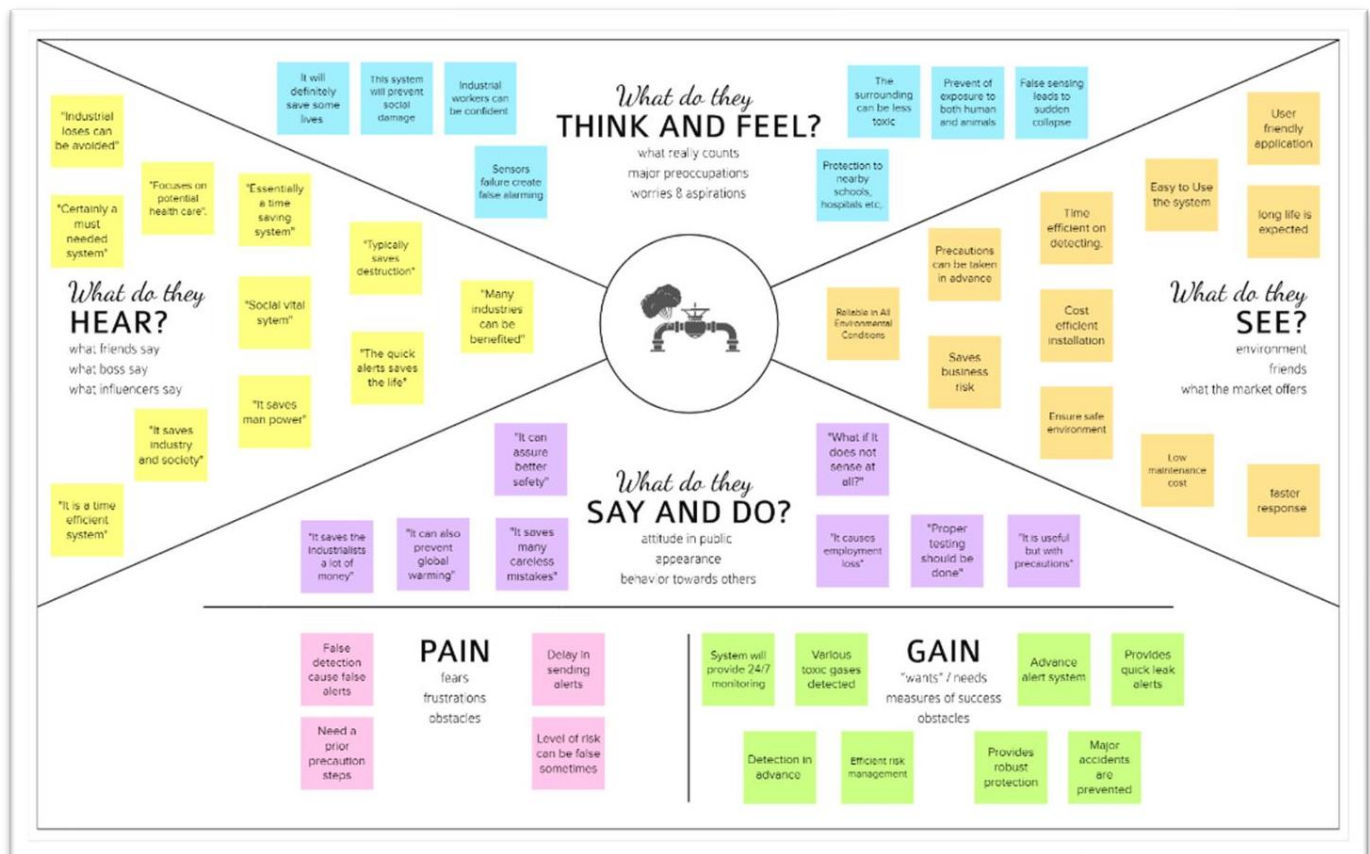 What do they
THINK AND FEEL?
what really counts
major preoccupations
worries & aspirations
It will
definitely
save some
lives
This system
will prevent
social
damage
Industrial
workers can
be confident
Sensors
failure create
false alarming
The
surrounding
can be less
toxic
Prevent of
exposure to
both human
and animals
False sensing
leads to
sudden
collapse
Protection to
nearby
schools,
hospitals etc,
What do they
HEAR?
what friends say
what boss say
what influencers say
"Industrial
loses can
be avoided"
"Certainly a
must
needed
system"
"Focuses on
potential
health care".
"Essentially
a time
saving
system"
"Typically
saves
destruction"
"Social vital
sytem"
"Many
industries
can be
benefited"
"The quick
alerts saves
the life"
"It saves
man power"
"It saves
industry
and society"
"It is a time
efficient
system"
What do they
SEE?
environment
friends
what the market offers
User
friendly
application
Easy to Use
the system
long life is
expected
Time
efficient on
detecting.
Precautions
can be taken
in advance
Reliable in All
Environmental
Conditions
Cost
efficient
installation
Saves
business
risk
Ensure safe
environment
Low
maintenance
cost
faster
response
What do they
SAY AND DO?
attitude in public
appearance
behavior towards others
"It can
assure
better
safety"
"It saves the
industrialists
a lot of
money"
"It can also
prevent
global
warming"
"It saves
many
careless
mistakes"
"What if It
does not
sense at
all?"
"It causes
employment
loss"
"Proper
testing
should be
done"
"It is useful
but with
precautions"
PAIN
fears
frustrations
obstacles
False
detection
cause false
alerts
Need a
prior
precaution
steps
Delay in
sending
alerts
Level of risk
can be false
sometimes
GAIN
"wants" / needs
measures of success
obstacles
System will
provide 24/7
monitoring
Various
toxic gases
detected
Advance
alert system
Provides
quick leak
alerts
Detection in
advance
Efficient risk
management
Provides
robust
protection
Major
accidents
are
prevented